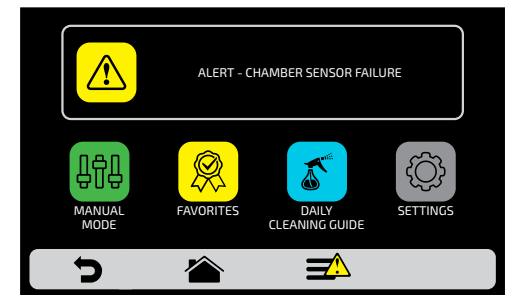 ALERT - CHAMBER SENSOR FAILURE
MANUAL
MODE
FAVORITES
DAILY
CLEANING GUIDE
SETTINGS